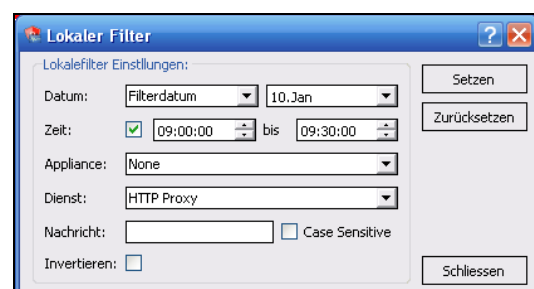 Lokaler Filter
Lokalefilter Einstllungen:
Datum: Filterdatum 10.Jan
Zeit: 09:00:00 bis 09:30:00
Appliance: None
Dienst: HTTP Proxy
Nachricht: Case Sensitive
Invertieren:
Setzen
Zurücksetzen
Schliessen